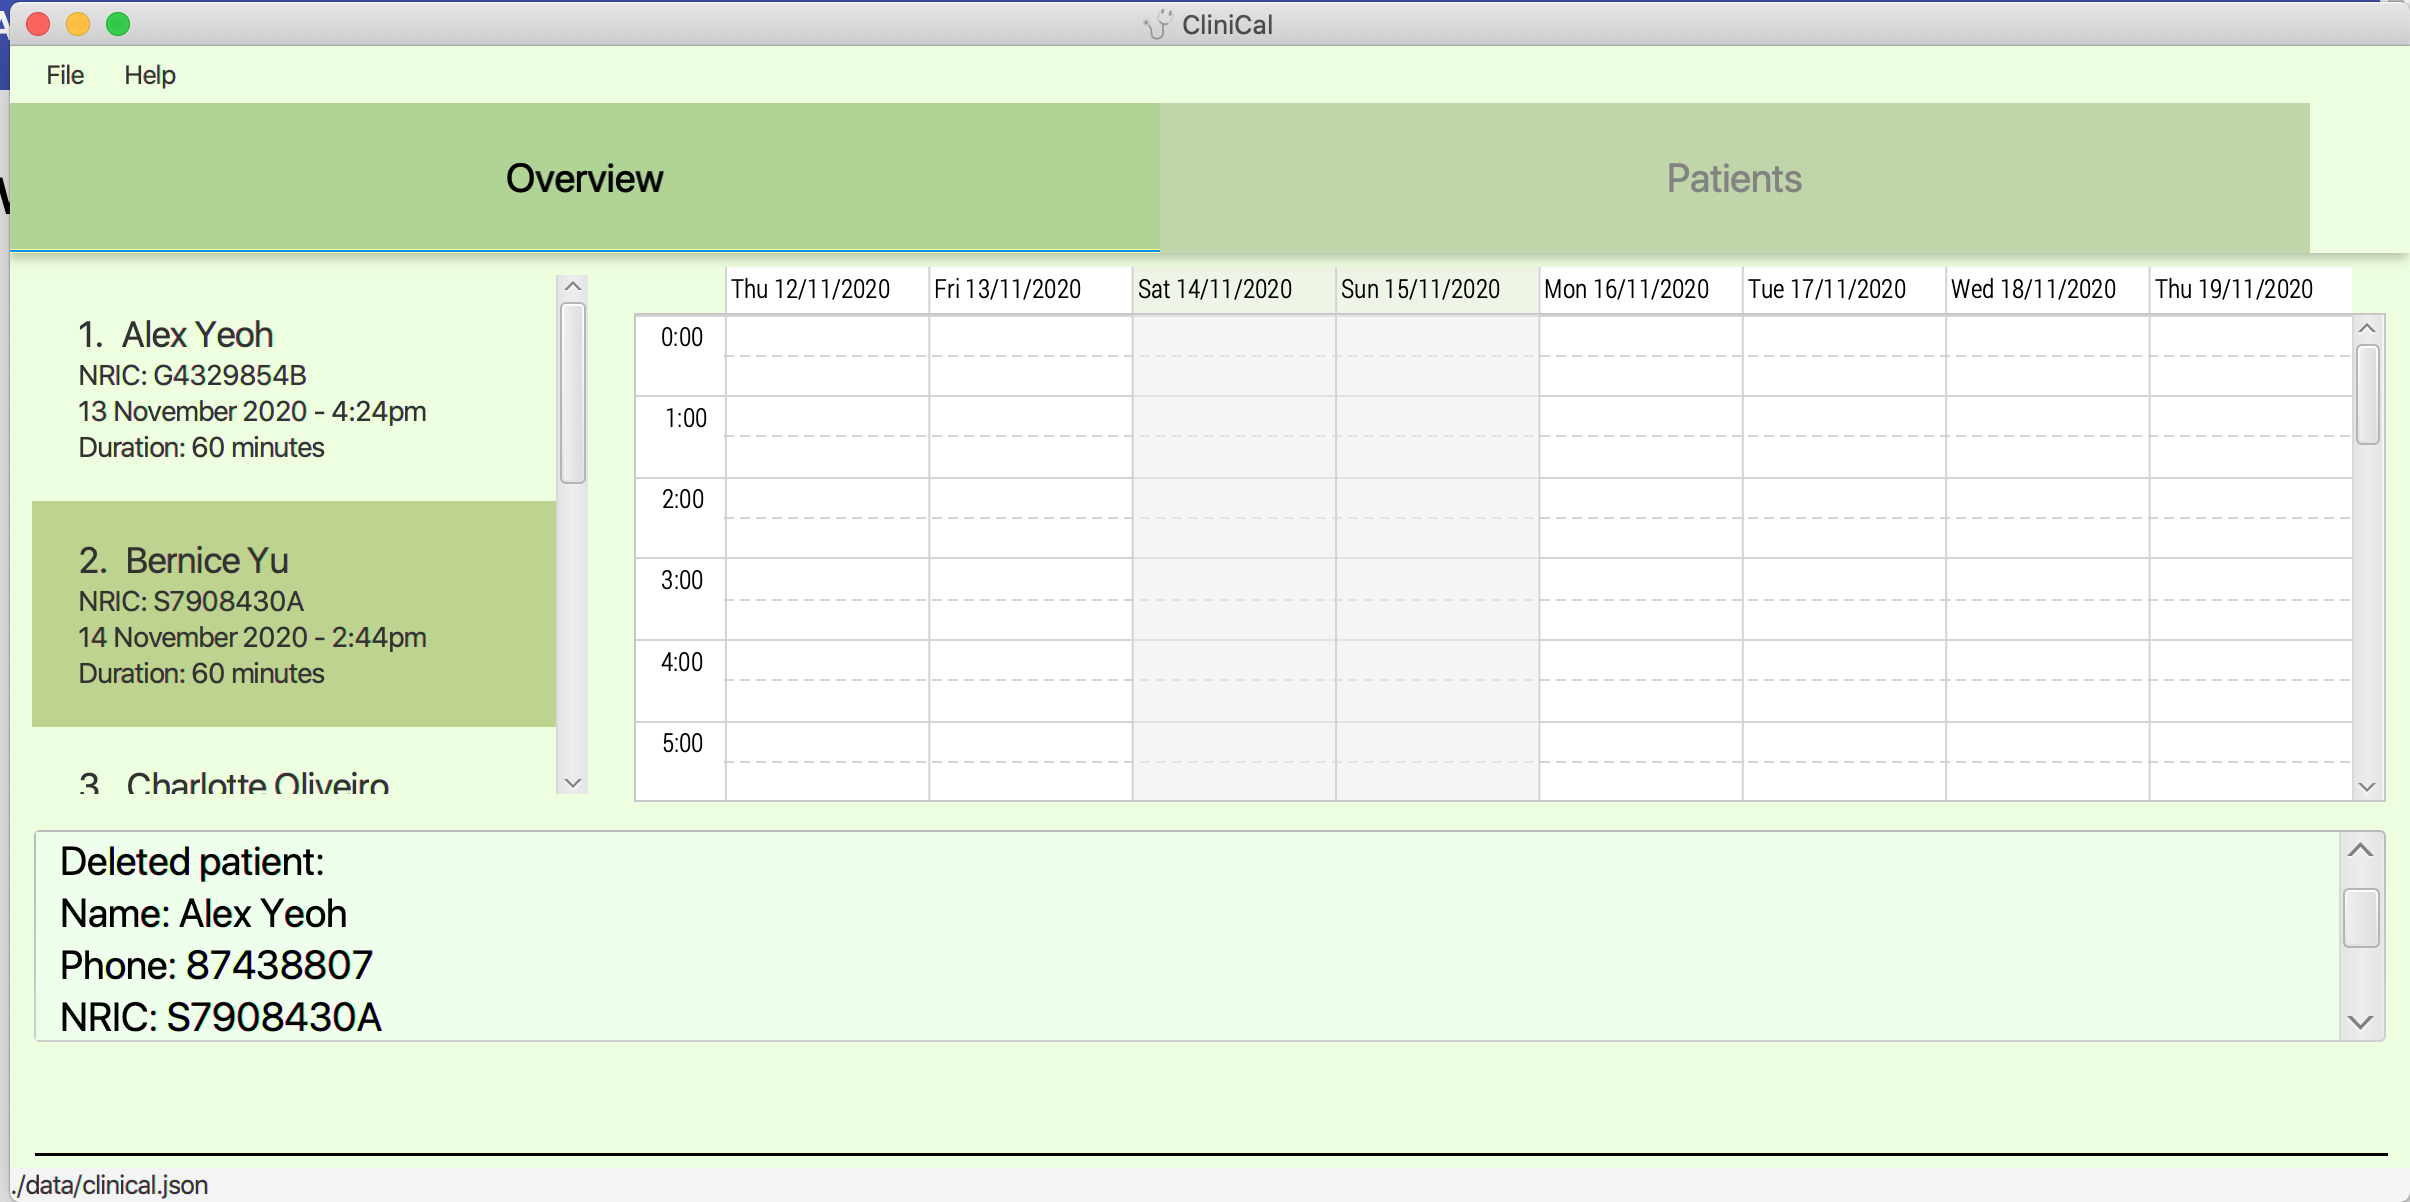 CliniCal
File Help
Overview Patients
1. Alex Yeoh
NRIC: G4329854B
13 November 2020 - 4:24pm
Duration: 60 minutes
2. Bernice Yu
NRIC: S7908430A
14 November 2020 - 2:44pm
Duration: 60 minutes
3. Charlotte Oliveiro
Thu 12/11/2020 Fri 13/11/2020 Sat 14/11/2020 Sun 15/11/2020 Mon 16/11/2020 Tue 17/11/2020 Wed 18/11/2020 Thu 19/11/2020
0:00
1:00
2:00
3:00
4:00
5:00
Deleted patient:
Name: Alex Yeoh
Phone: 87438807
NRIC: S7908430A
./data/clinical.json